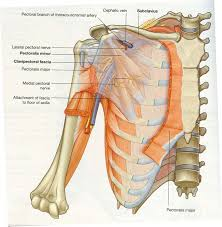 Pectoral branch of thoraco-acromial artery
Cephalic vein
Subclavius
Lateral pectoral nerve
Pectoralis minor
Clavipectoral fascia
Pectoralis major
Medial pectoral
nerve
Attachment of fascia
to floor of axilla
Pectoralis major